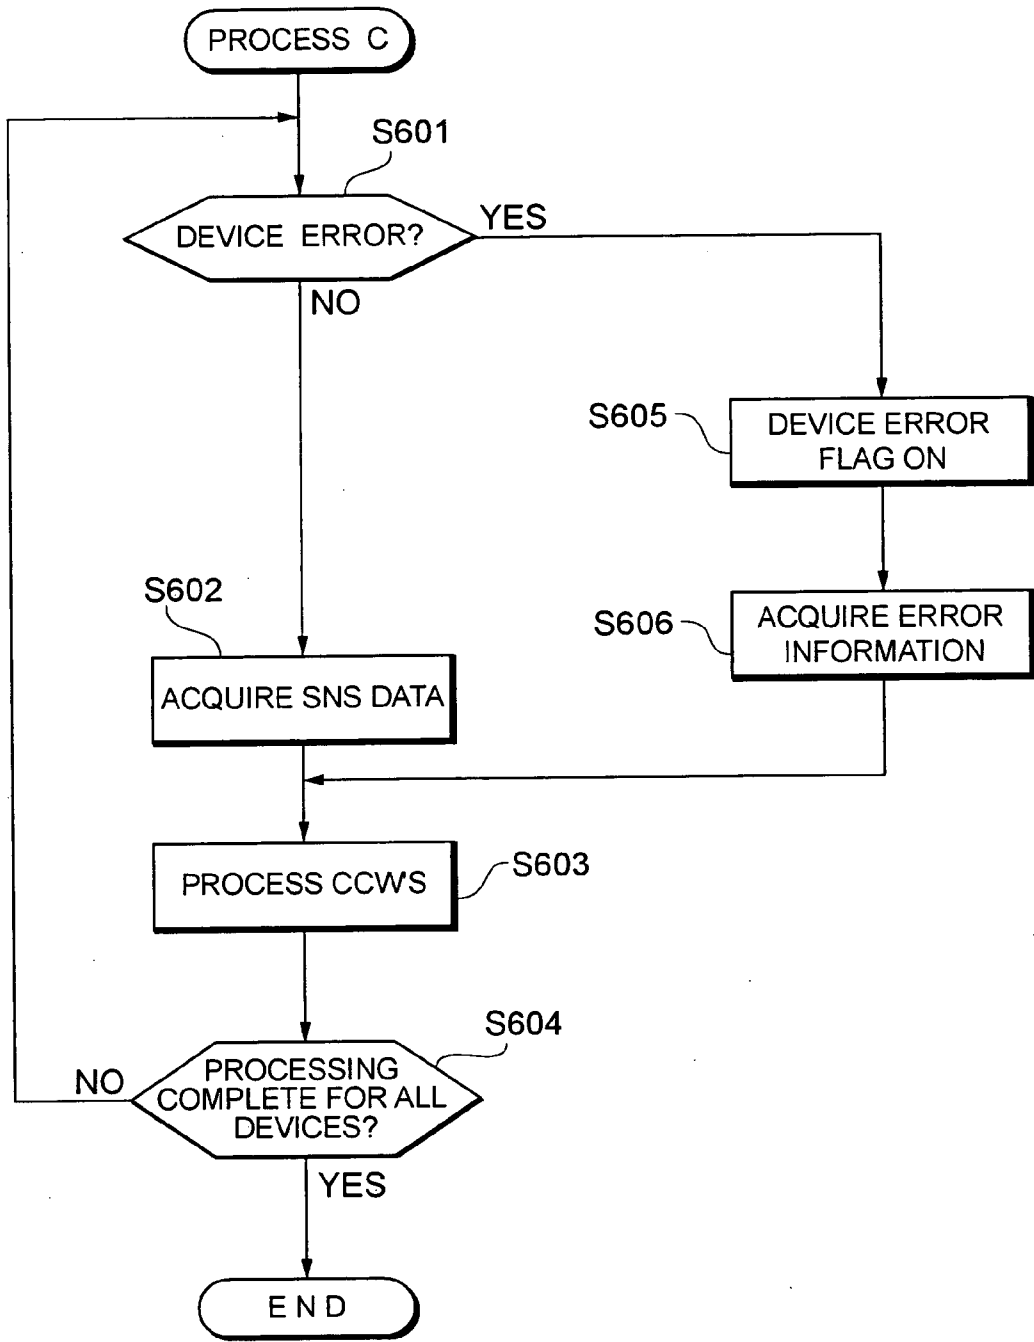 PROCESS C
S601
DEVICE ERROR?
YES
NO
S605
DEVICE ERROR
FLAG ON
S602
S606
ACQUIRE ERROR
INFORMATION
ACQUIRE SNS DATA
PROCESS CCW'S
S603
S604
NO
PROCESSING
COMPLETE FOR ALL
DEVICES?
YES
END